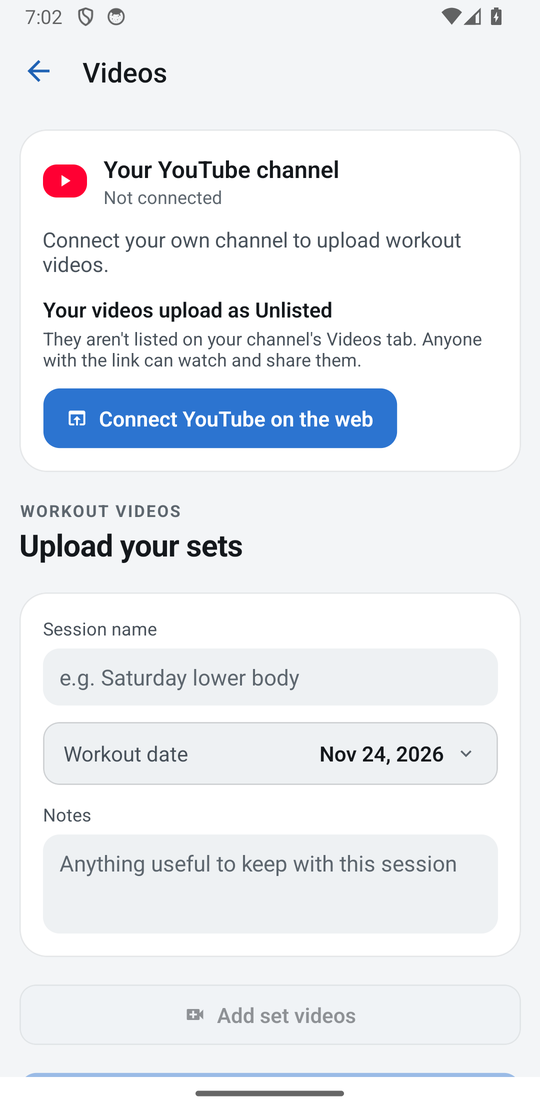 7:02
Videos
Your YouTube channel
Not connected
Connect your own channel to upload workout
videos.
Your videos upload as Unlisted
They aren't listed on your channel's Videos tab. Anyone
with the link can watch and share them.
Connect YouTube on the web
WORKOUT VIDEOS
Upload your sets
Session name
e.g. Saturday lower body
Workout date Nov 24, 2026
Notes
Anything useful to keep with this session
Add set videos